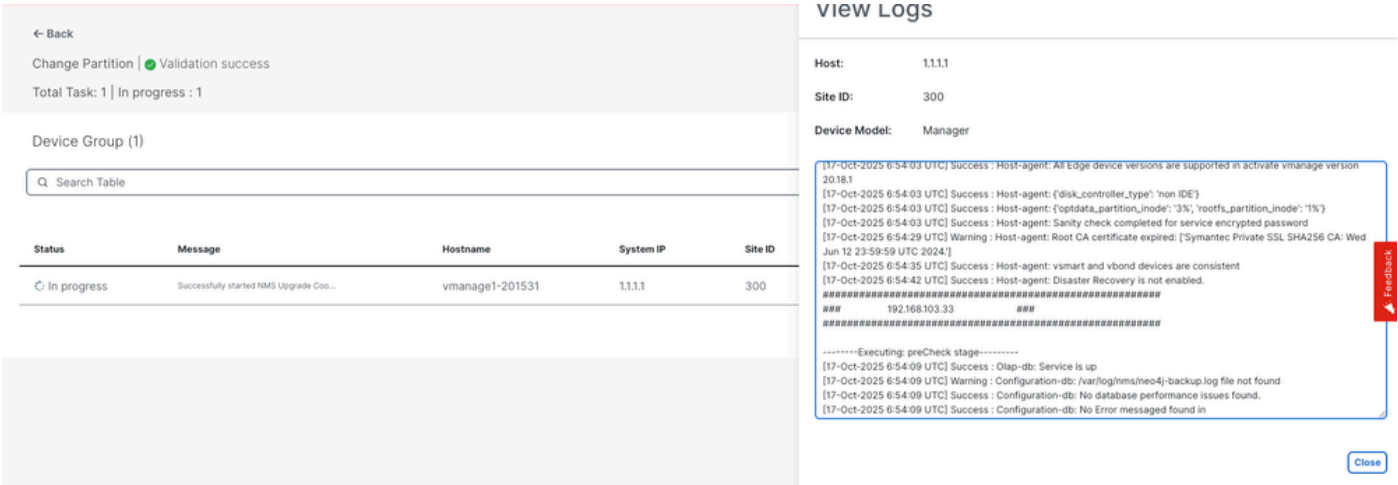 ← Back
Change Partition | Validation success
Total Task: 1 | In progress : 1
Device Group (1)
Search Table
Status Message Hostname System IP Site ID
In progress Successfully started NMS Upgrade Coo... vmanage1-201531 1.1.1.1 300
View Logs
Host: 1.1.1.1
Site ID: 300
Device Model: Manager
[17-Oct-2025 6:54:03 UTC] Success : Host-agent: All Edge device versions are supported in activate vmanage version
20.18.1
[17-Oct-2025 6:54:03 UTC] Success : Host-agent: {'disk_controller_type': 'non IDE'}
[17-Oct-2025 6:54:03 UTC] Success : Host-agent: {'optdata_partition_inode': '3%', 'rootfs_partition_inode': '1%'}
[17-Oct-2025 6:54:03 UTC] Success : Host-agent: Sanity check completed for service encrypted password
[17-Oct-2025 6:54:29 UTC] Warning : Host-agent: Root CA certificate expired: ['Symantec Private SSL SHA256 CA: Wed
Jun 12 23:59:59 UTC 2024.']
[17-Oct-2025 6:54:35 UTC] Success : Host-agent: vsmart and vbond devices are consistent
[17-Oct-2025 6:54:42 UTC] Success : Host-agent: Disaster Recovery is not enabled.
########################################################
### 192.168.103.33 ###
########################################################
--------Executing: preCheck stage---------
[17-Oct-2025 6:54:09 UTC] Success : Olap-db: Service is up
[17-Oct-2025 6:54:09 UTC] Warning : Configuration-db: /var/log/nms/neo4j-backup.log file not found
[17-Oct-2025 6:54:09 UTC] Success : Configuration-db: No database performance issues found.
[17-Oct-2025 6:54:09 UTC] Success : Configuration-db: No Error messaged found in
Close
Feedback